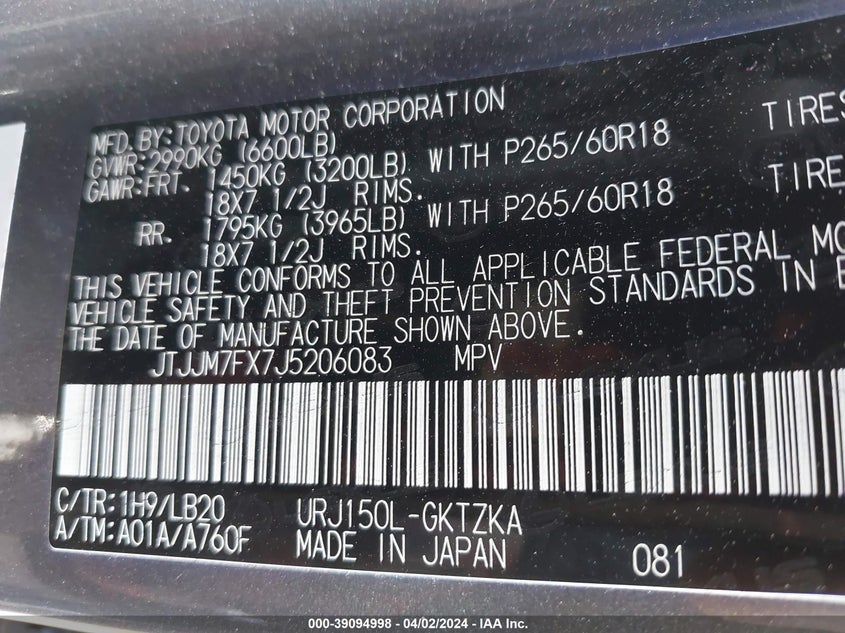 MFD. BY: TOYOTA MOTOR CORPORATION
GVWR: 2990KG (6600LB)
GAWR: FRT. 1450KG (3200LB) WITH P265/60R18 TIRES
18X7 1/2J RIMS.
RR. 1795KG (3965LB) WITH P265/60R18 TIRE
18X7 1/2J RIMS.
THIS VEHICLE CONFORMS TO ALL APPLICABLE FEDERAL MO
VEHICLE SAFETY AND THEFT PREVENTION STANDARDS IN E
THE DATE OF MANUFACTURE SHOWN ABOVE.
JTJJM7FX7J5206083 MPV
C/TR: 1H9/LB20 URJ150L-GKTZKA
A/TM: A01A/A760F MADE IN JAPAN 081
000-39094998 - 04/02/2024 - IAA Inc.